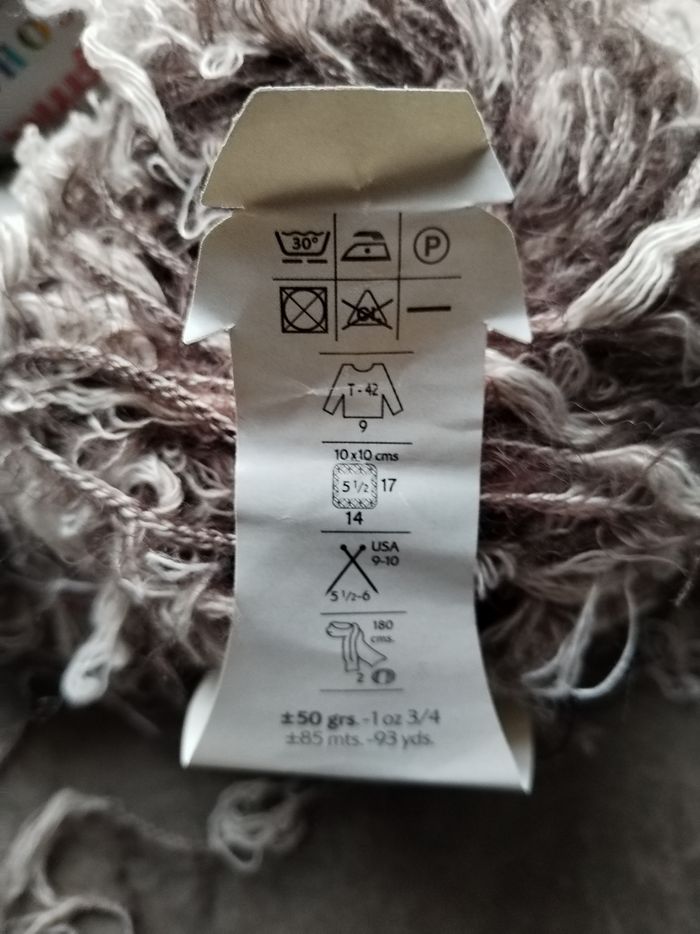 30°
P
CL
T - 42
9
10 x 10 cms
5 1/2 17
14
USA
9-10
5 1/2-6
180
cms.
2
±50 grs.-1 oz 3/4
±85 mts.-93 yds.